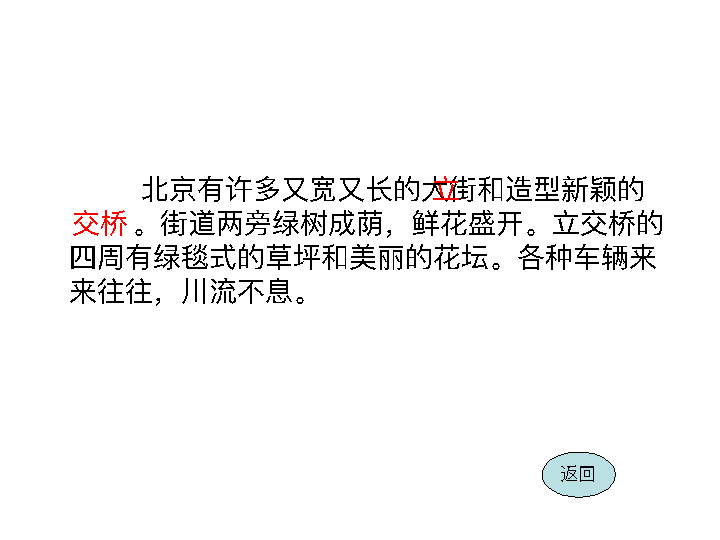 北京有许多又宽又长的大街和造型新颖的
立
交桥。街道两旁绿树成荫，鲜花盛开。立交桥的
四周有绿毯式的草坪和美丽的花坛。各种车辆来
来往往，川流不息。
返回